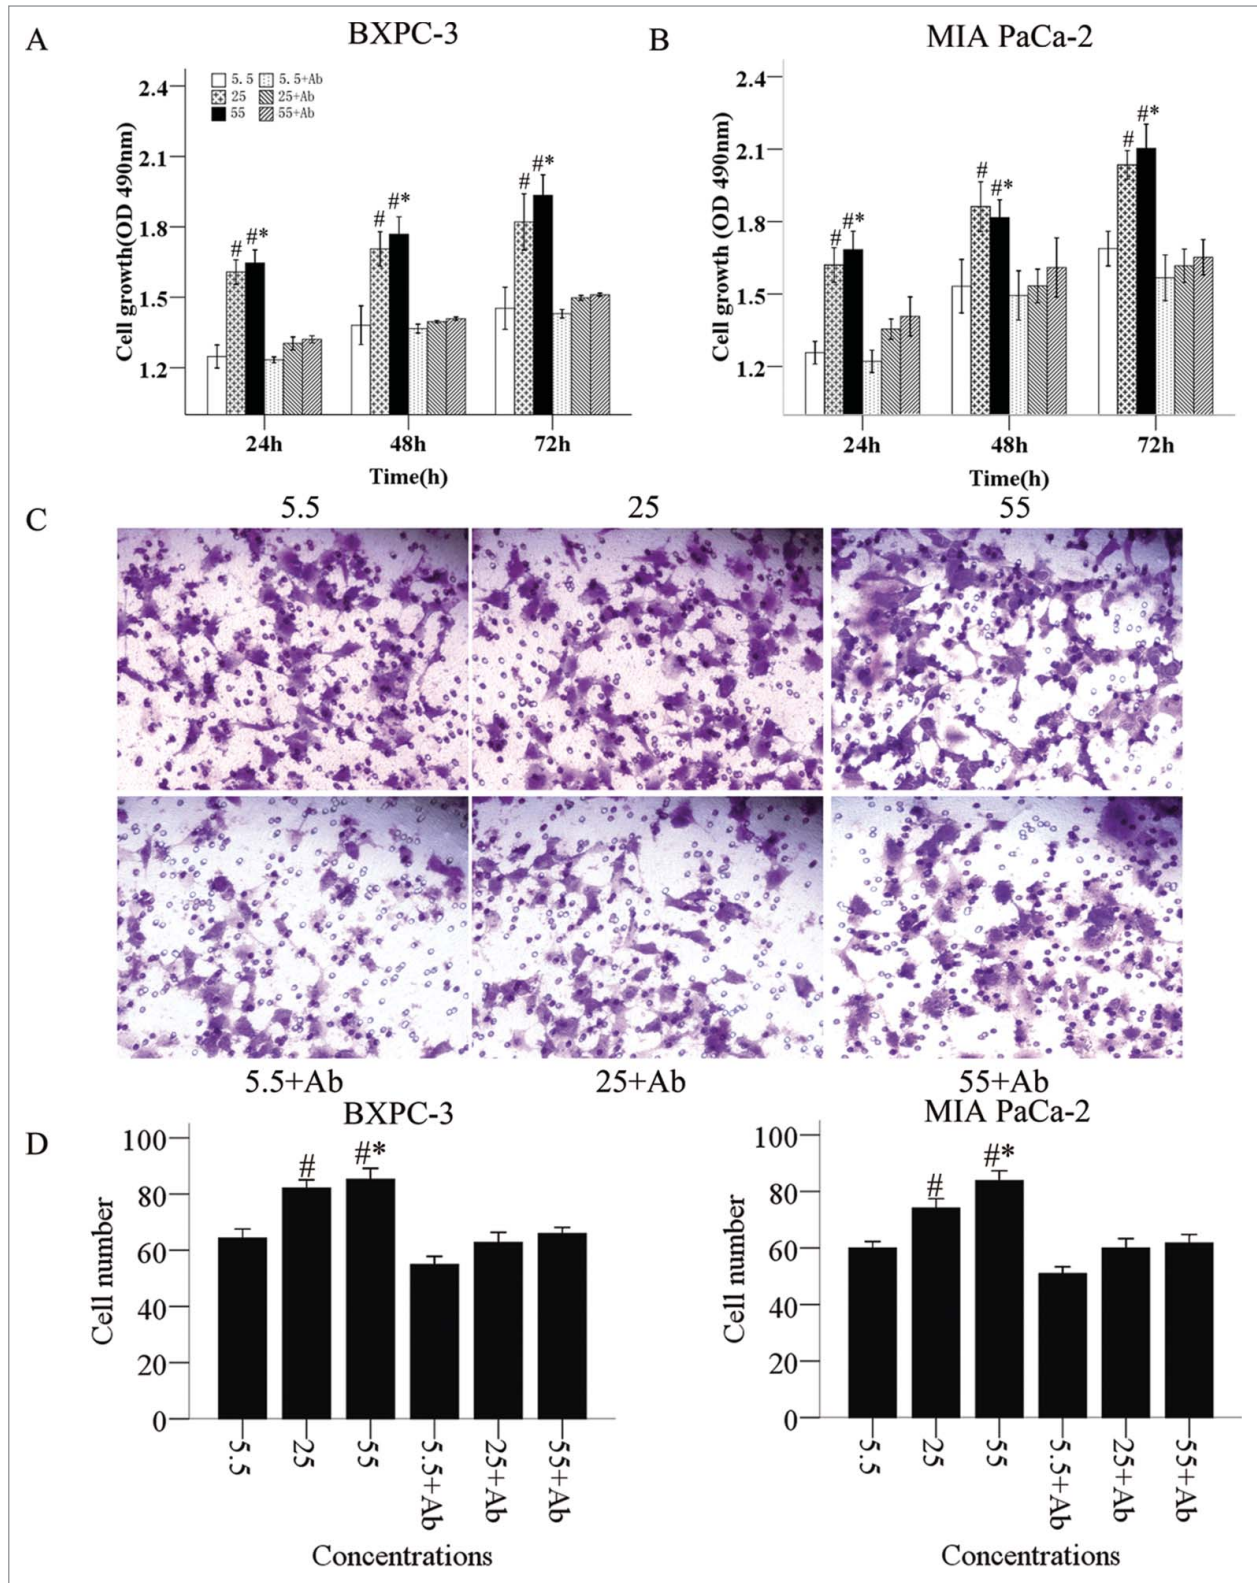 A
BXPC-3
2.4
2.1
1.8
1.5
1.2
Cell growth(OD 490nm)
5.5 5.5+Ab
25 25+Ab
55 55+Ab
# #*
# #*
# #*
24h 48h 72h
Time(h)
B
MIA PaCa-2
2.4
2.1
1.8
1.5
1.2
Cell growth (OD 490nm)
# #*
# #*
# #*
24h 48h 72h
Time(h)
C
5.5 25 55
5.5+Ab 25+Ab 55+Ab
D
BXPC-3
100
80
60
40
20
0
Cell number
# #*
5.5 25 55 5.5+Ab 25+Ab 55+Ab
Concentrations
MIA PaCa-2
100
80
60
40
20
0
Cell number
# #*
5.5 25 55 5.5+Ab 25+Ab 55+Ab
Concentrations